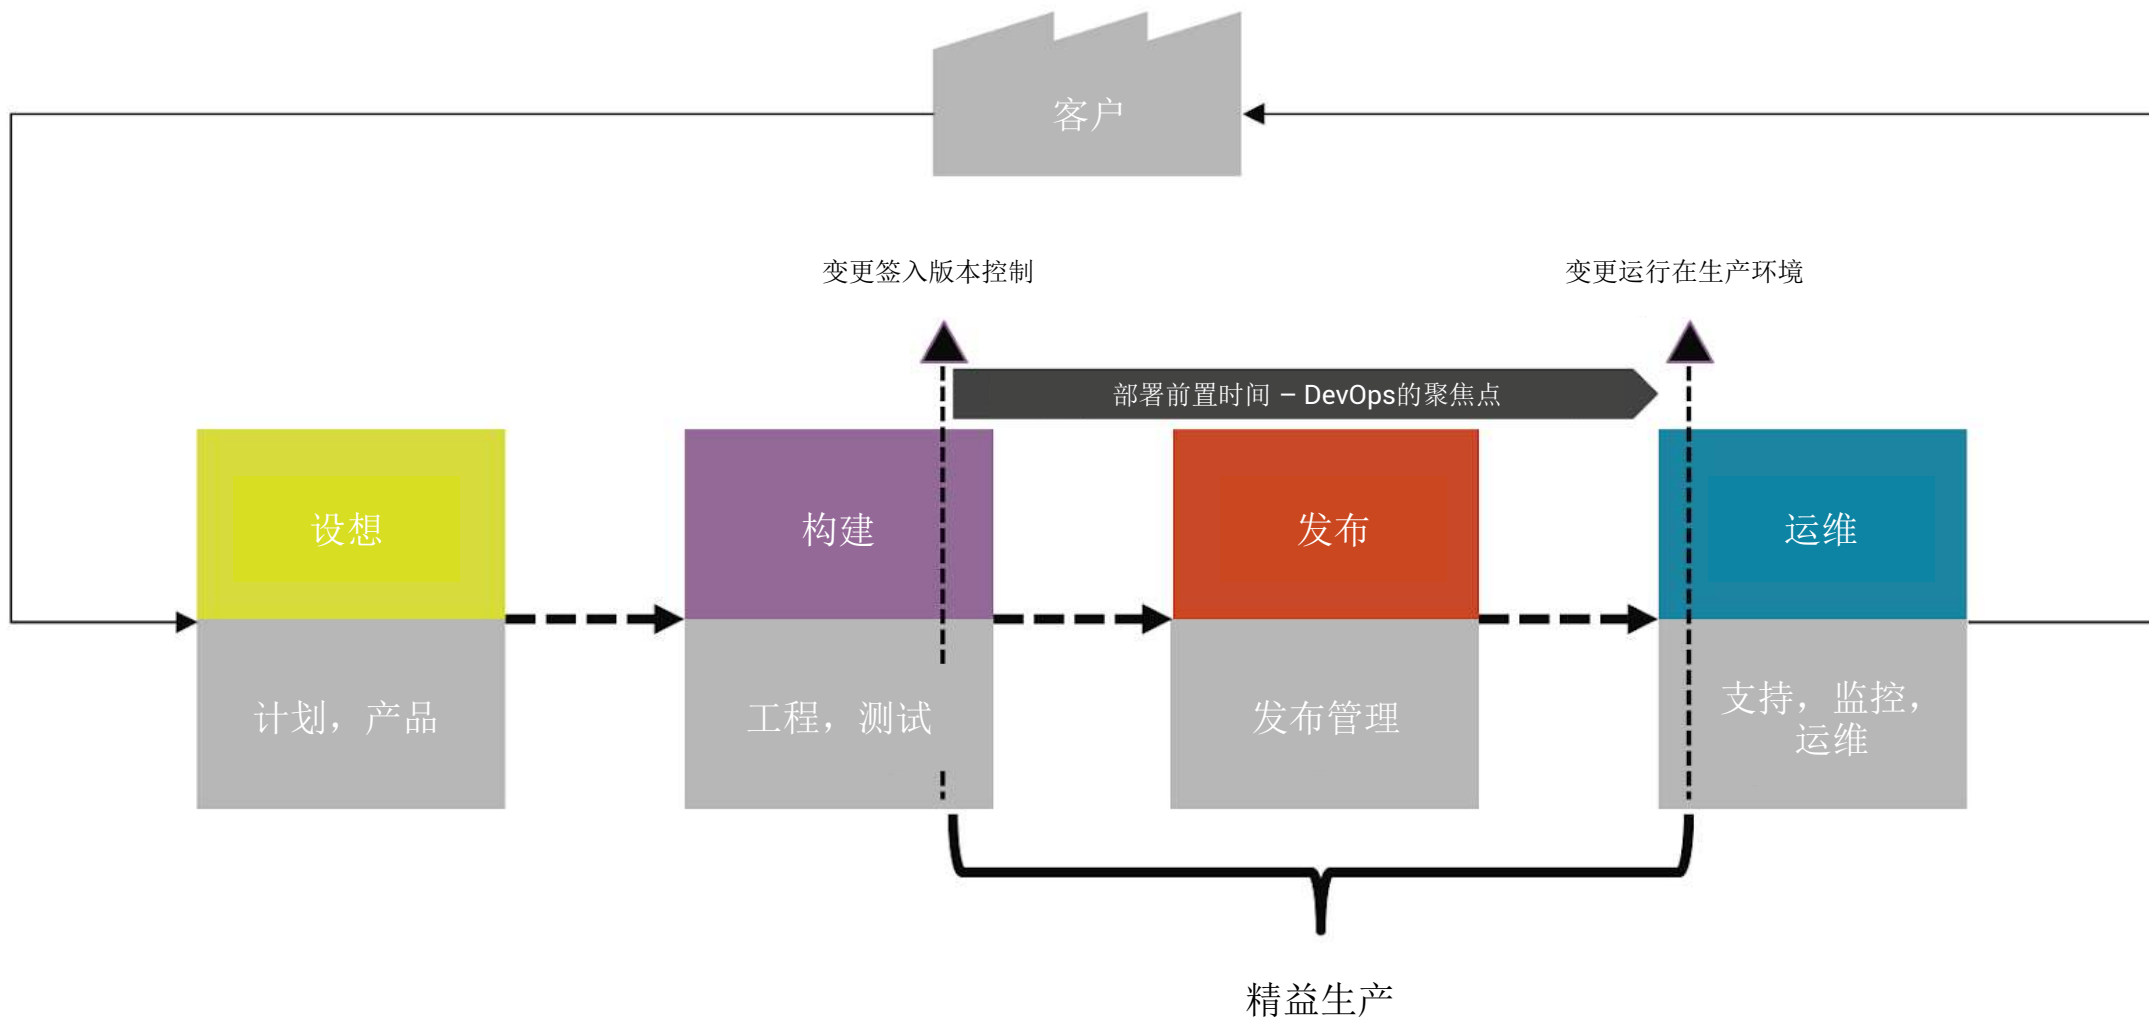 客户
变更签入版本控制
变更运行在生产环境
部署前置时间 – DevOps的聚焦点
设想
构建
发布
运维
计划，产品
工程，测试
发布管理
支持，监控，
运维
精益生产